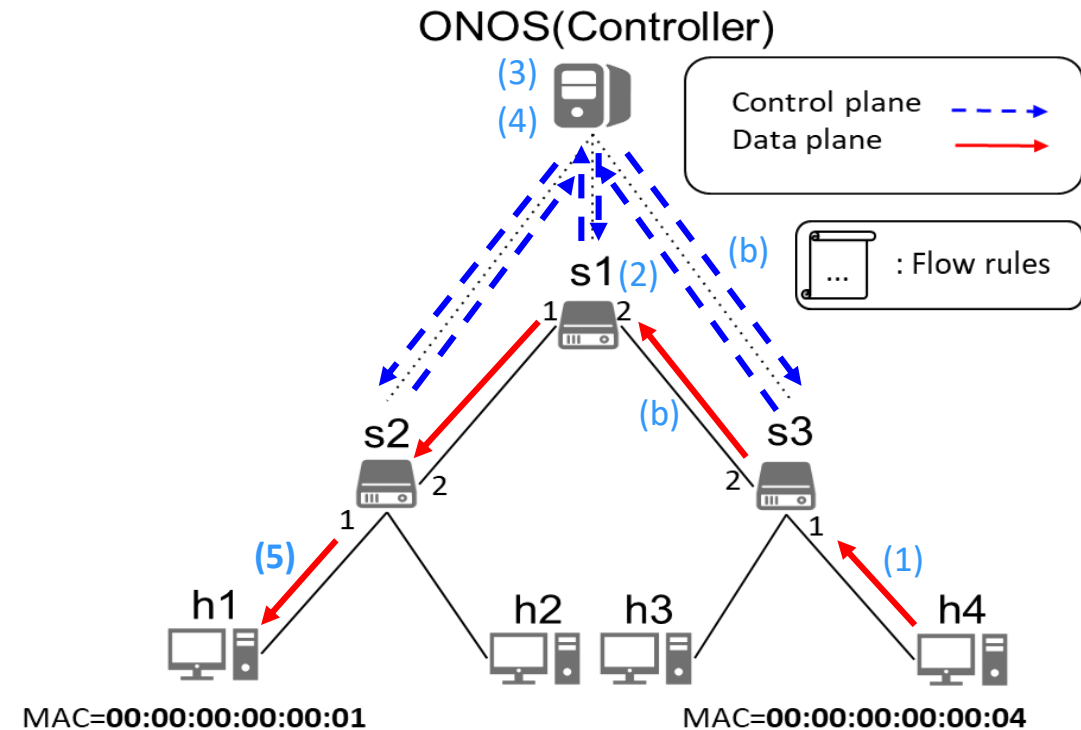 ONOS(Controller)
(3)
(4)
Control plane
Data plane
(b)
...
: Flow rules
s1
(2)
1
2
(b)
s2
s3
2
2
1
1
(5)
(1)
h1
h2
h3
h4
MAC=00:00:00:00:00:01
MAC=00:00:00:00:00:04